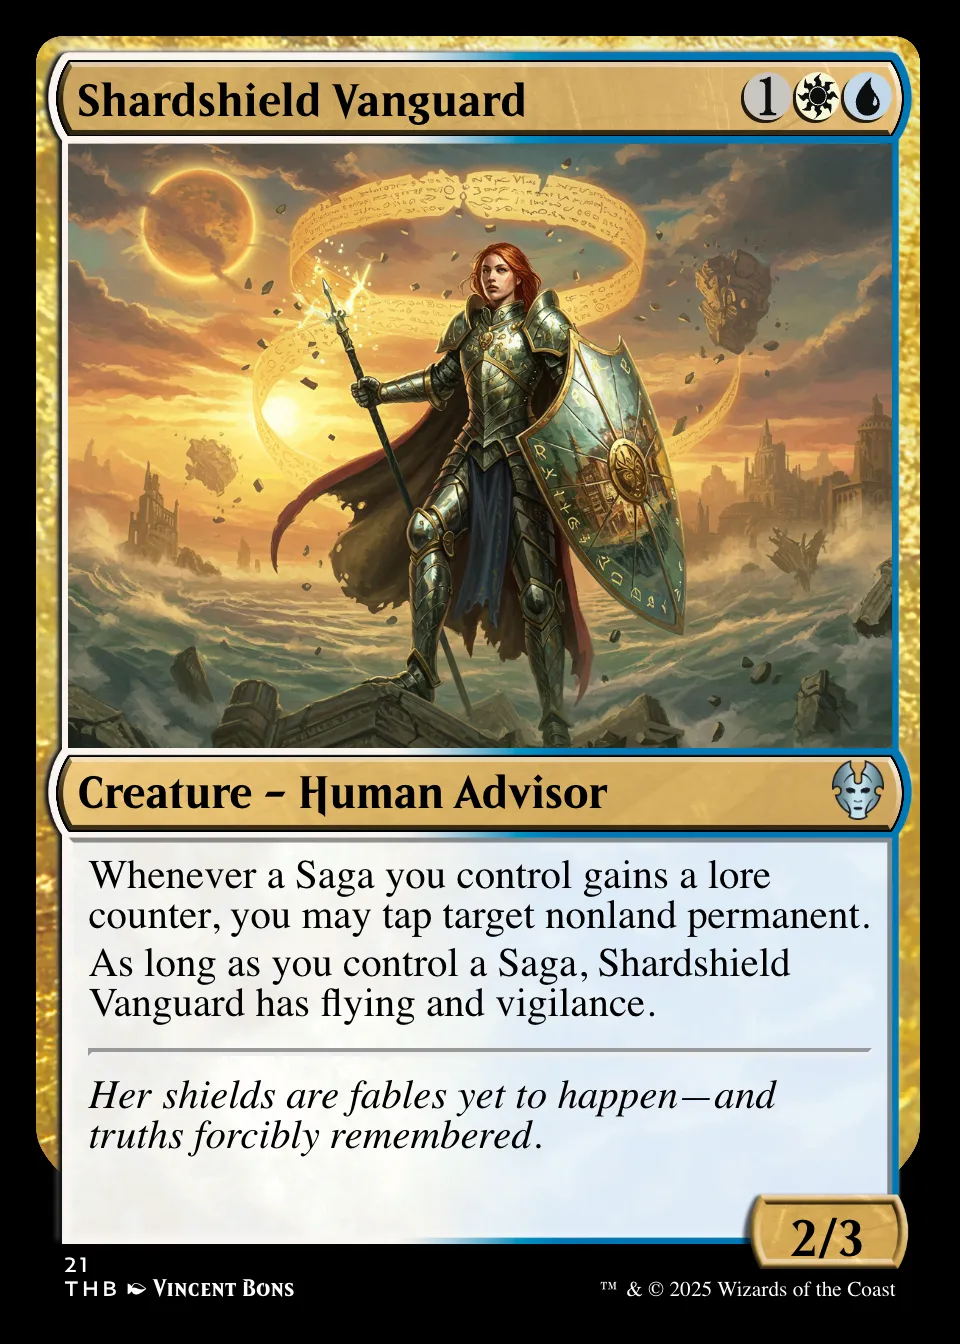 Shardshield Vanguard 1
Creature – Human Advisor
Whenever a Saga you control gains a lore
counter, you may tap target nonland permanent.
As long as you control a Saga, Shardshield
Vanguard has flying and vigilance.
Her shields are fables yet to happen—and
truths forcibly remembered.
2/3
21
THB Vincent Bons
™ & © 2025 Wizards of the Coast